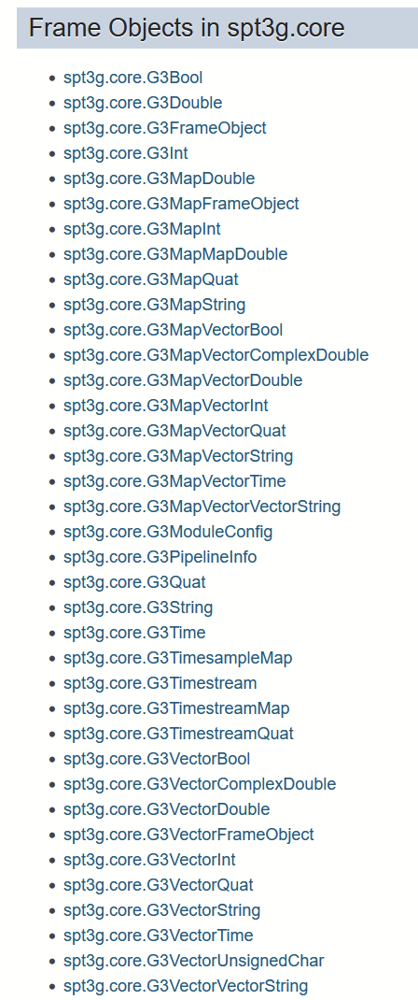 Frame Objects in spt3g.core
spt3g.core.G3Bool
spt3g.core.G3Double
spt3g.core.G3FrameObject
spt3g.core.G3Int
spt3g.core.G3MapDouble
spt3g.core.G3MapFrameObject
spt3g.core.G3MapInt
spt3g.core.G3MapMapDouble
spt3g.core.G3MapQuat
spt3g.core.G3MapString
spt3g.core.G3MapVectorBool
spt3g.core.G3MapVectorComplexDouble
spt3g.core.G3MapVectorDouble
spt3g.core.G3MapVectorInt
spt3g.core.G3MapVectorQuat
spt3g.core.G3MapVectorString
spt3g.core.G3MapVectorTime
spt3g.core.G3MapVectorVectorString
spt3g.core.G3ModuleConfig
spt3g.core.G3PipelineInfo
spt3g.core.G3Quat
spt3g.core.G3String
spt3g.core.G3Time
spt3g.core.G3TimesampleMap
spt3g.core.G3Timestream
spt3g.core.G3TimestreamMap
spt3g.core.G3TimestreamQuat
spt3g.core.G3VectorBool
spt3g.core.G3VectorComplexDouble
spt3g.core.G3VectorDouble
spt3g.core.G3VectorFrameObject
spt3g.core.G3VectorInt
spt3g.core.G3VectorQuat
spt3g.core.G3VectorString
spt3g.core.G3VectorTime
spt3g.core.G3VectorUnsignedChar
spt3g.core.G3VectorVectorString